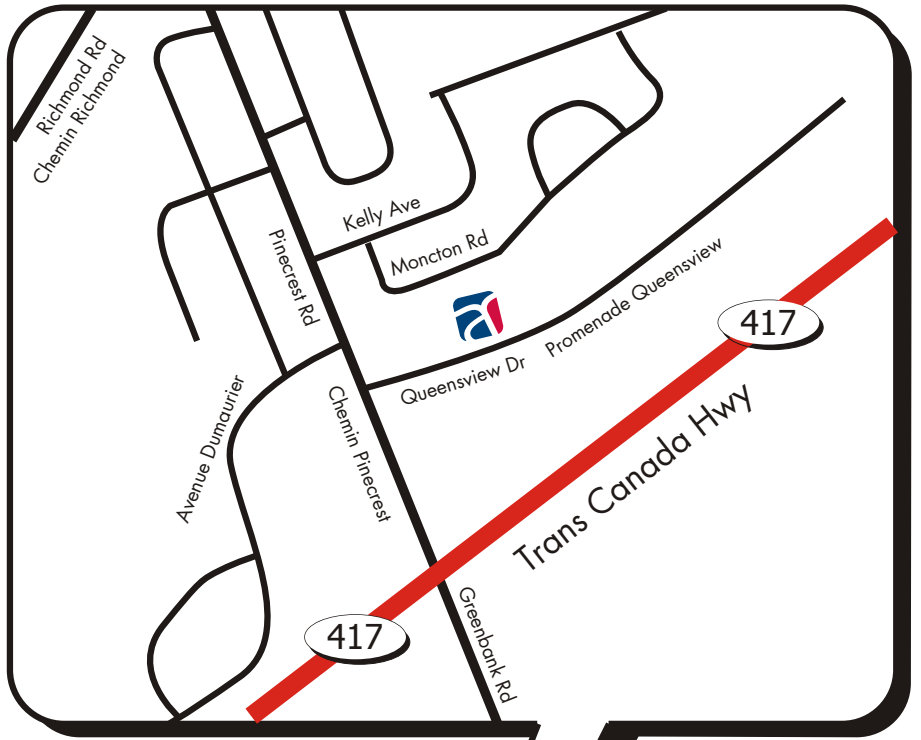 Richmond Rd
Chemin Richmond
Kelly Ave
Moncton Rd
Pinecrest Rd
Promenade Queensview
417
Queensview Dr
Avenue Dumaurier
Chemin Pinecrest
Trans Canada Hwy
Greenbank Rd
417